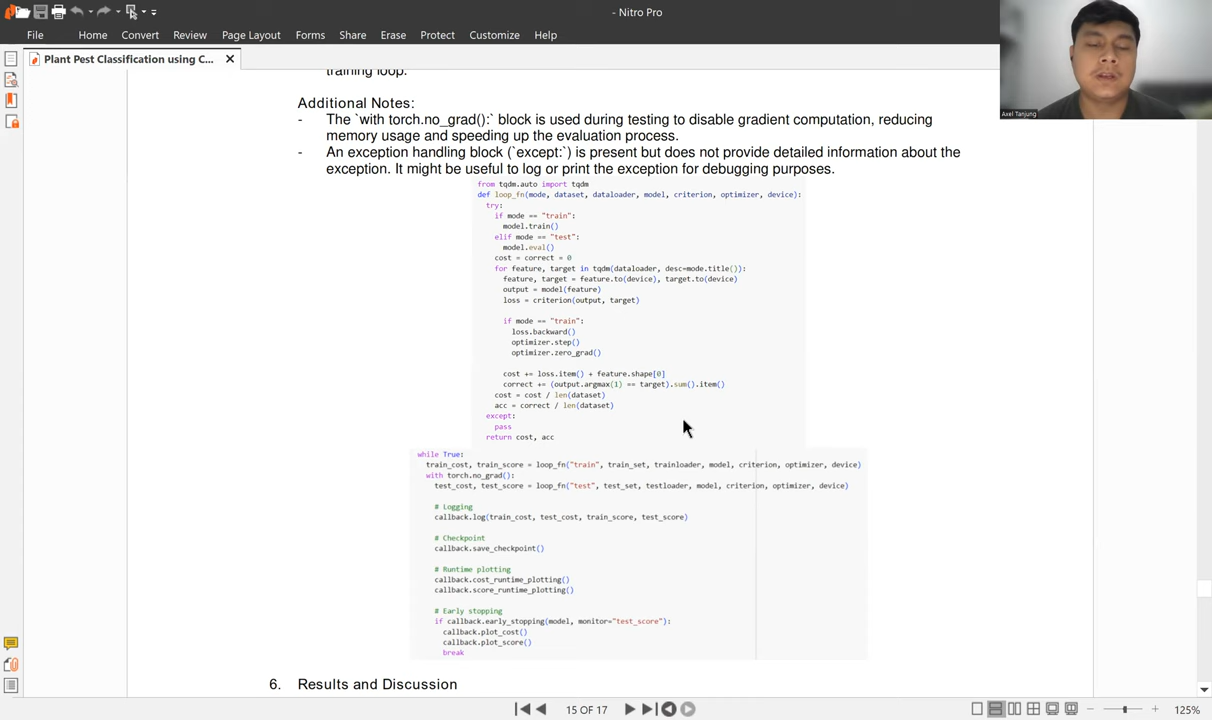 - Nitro Pro
File Home Convert Review Page Layout Forms Share Erase Protect Customize Help
Plant Pest Classification using C... X
training loop.
Additional Notes:
- The `with torch.no_grad():` block is used during testing to disable gradient computation, reducing
memory usage and speeding up the evaluation process.
- An exception handling block (`except:`) is present but does not provide detailed information about the
exception. It might be useful to log or print the exception for debugging purposes.
from tqdm.auto import tqdm
def loop_fn(mode, dataset, dataloader, model, criterion, optimizer, device):
try:
if mode == "train":
model.train()
elif mode == "test":
model.eval()
cost = correct = 0
for feature, target in tqdm(dataloader, desc=mode.title()):
feature, target = feature.to(device), target.to(device)
output = model(feature)
loss = criterion(output, target)
if mode == "train":
loss.backward()
optimizer.step()
optimizer.zero_grad()
cost += loss.item() + feature.shape[0]
correct += (output.argmax(1) == target).sum().item()
cost = cost / len(dataset)
acc = correct / len(dataset)
except:
pass
return cost, acc
while True:
train_cost, train_score = loop_fn("train", train_set, trainloader, model, criterion, optimizer, device)
with torch.no_grad():
test_cost, test_score = loop_fn("test", test_set, testloader, model, criterion, optimizer, device)
# Logging
callback.log(train_cost, test_cost, train_score, test_score)
# Checkpoint
callback.save_checkpoint()
# Runtime plotting
callback.cost_runtime_plotting()
callback.score_runtime_plotting()
# Early stopping
if callback.early_stopping(model, monitor="test_score"):
callback.plot_cost()
callback.plot_score()
break
6. Results and Discussion
Axel Tanjung
15 OF 17
125%